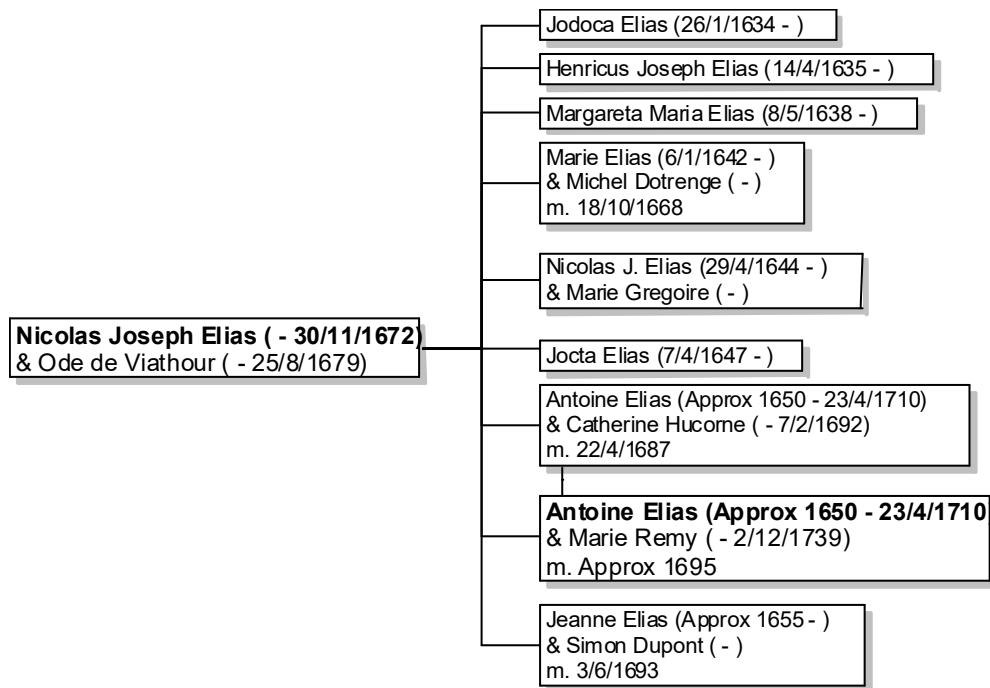 Jodoca Elias (26/1/1634 - )
Henricus Joseph Elias (14/4/1635 - )
Margareta Maria Elias (8/5/1638 - )
Marie Elias (6/1/1642 - )
& Michel Dotrenge ( - )
m. 18/10/1668
Nicolas J. Elias (29/4/1644 - )
& Marie Gregoire ( - )
Nicolas Joseph Elias ( - 30/11/1672)
& Ode de Viathour ( - 25/8/1679)
Jocta Elias (7/4/1647 - )
Antoine Elias (Approx 1650 - 23/4/1710)
& Catherine Hucorne ( - 7/2/1692)
m. 22/4/1687
Antoine Elias (Approx 1650 - 23/4/1710
& Marie Remy ( - 2/12/1739)
m. Approx 1695
Jeanne Elias (Approx 1655 - )
& Simon Dupont ( - )
m. 3/6/1693